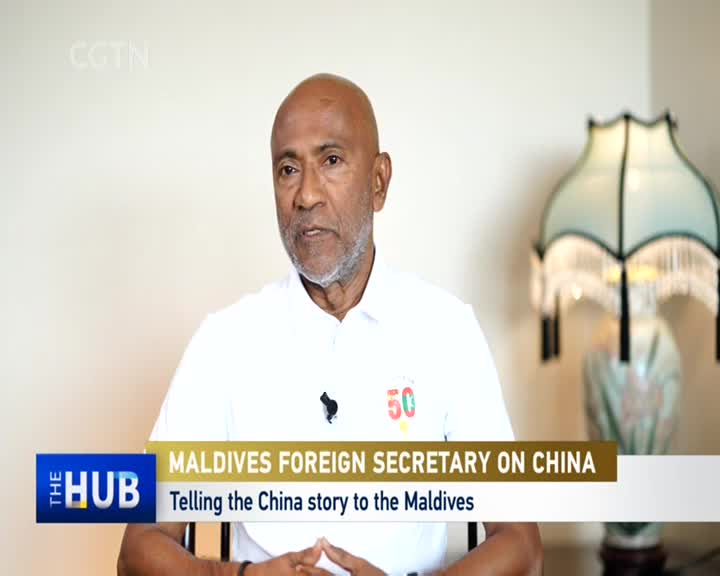 CGTN
50
MALDIVES FOREIGN SECRETARY ON CHINA
THE HUB
Telling the China story to the Maldives